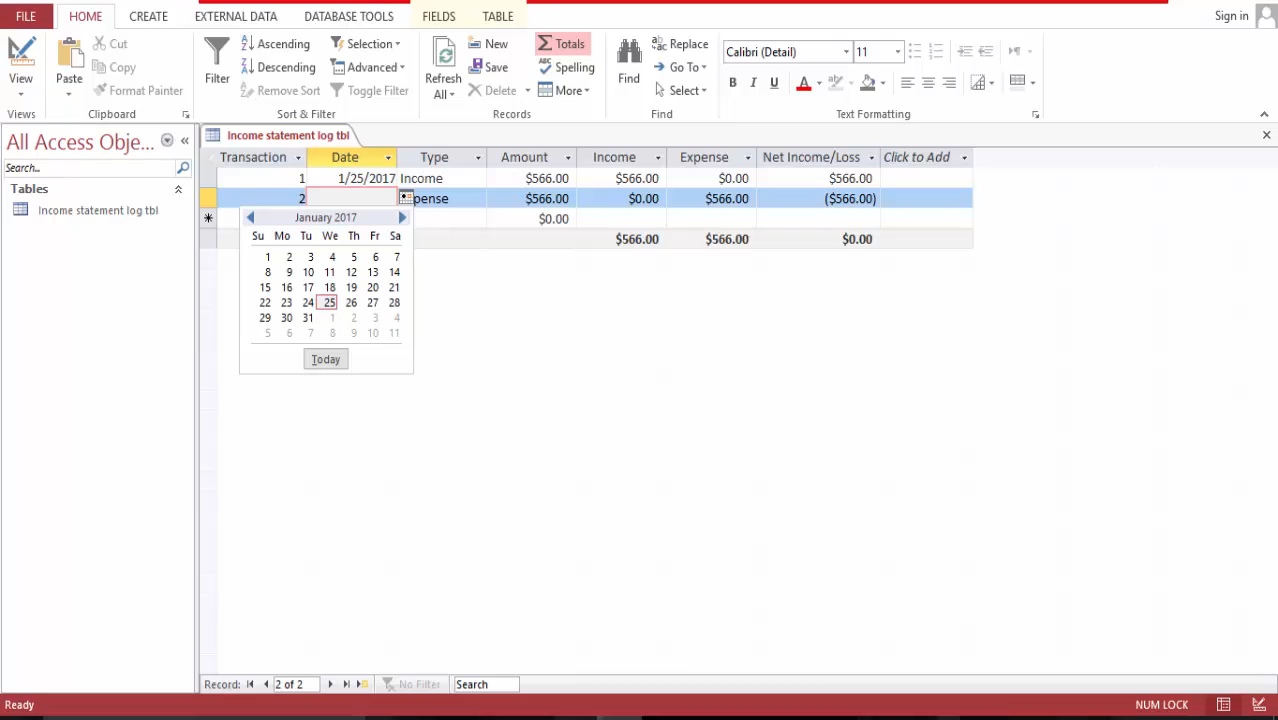 FILE HOME CREATE EXTERNAL DATA DATABASE TOOLS FIELDS TABLE Sign in
View
Views
Paste
Cut
Copy
Format Painter
Clipboard
Filter
Ascending
Descending
Remove Sort
Selection
Advanced
Toggle Filter
Sort & Filter
Refresh
All
New
Save
Delete
Totals
Spelling
More
Records
Find
Replace
Go To
Select
Find
Calibri (Detail) 11
B I U A
Text Formatting
All Access Obje...
Search...
Tables
Income statement log tbl
Income statement log tbl
Transaction Date Type Amount Income Expense Net Income/Loss Click to Add
1 1/25/2017 Income $566.00 $566.00 $0.00 $566.00
2 pense $566.00 $0.00 $566.00 ($566.00)
$0.00
$566.00 $566.00 $0.00
January 2017
Su Mo Tu We Th Fr Sa
1 2 3 4 5 6 7
8 9 10 11 12 13 14
15 16 17 18 19 20 21
22 23 24 25 26 27 28
29 30 31 1 2 3 4
5 6 7 8 9 10 11
Today
Record: 2 of 2 No Filter Search
Ready NUM LOCK